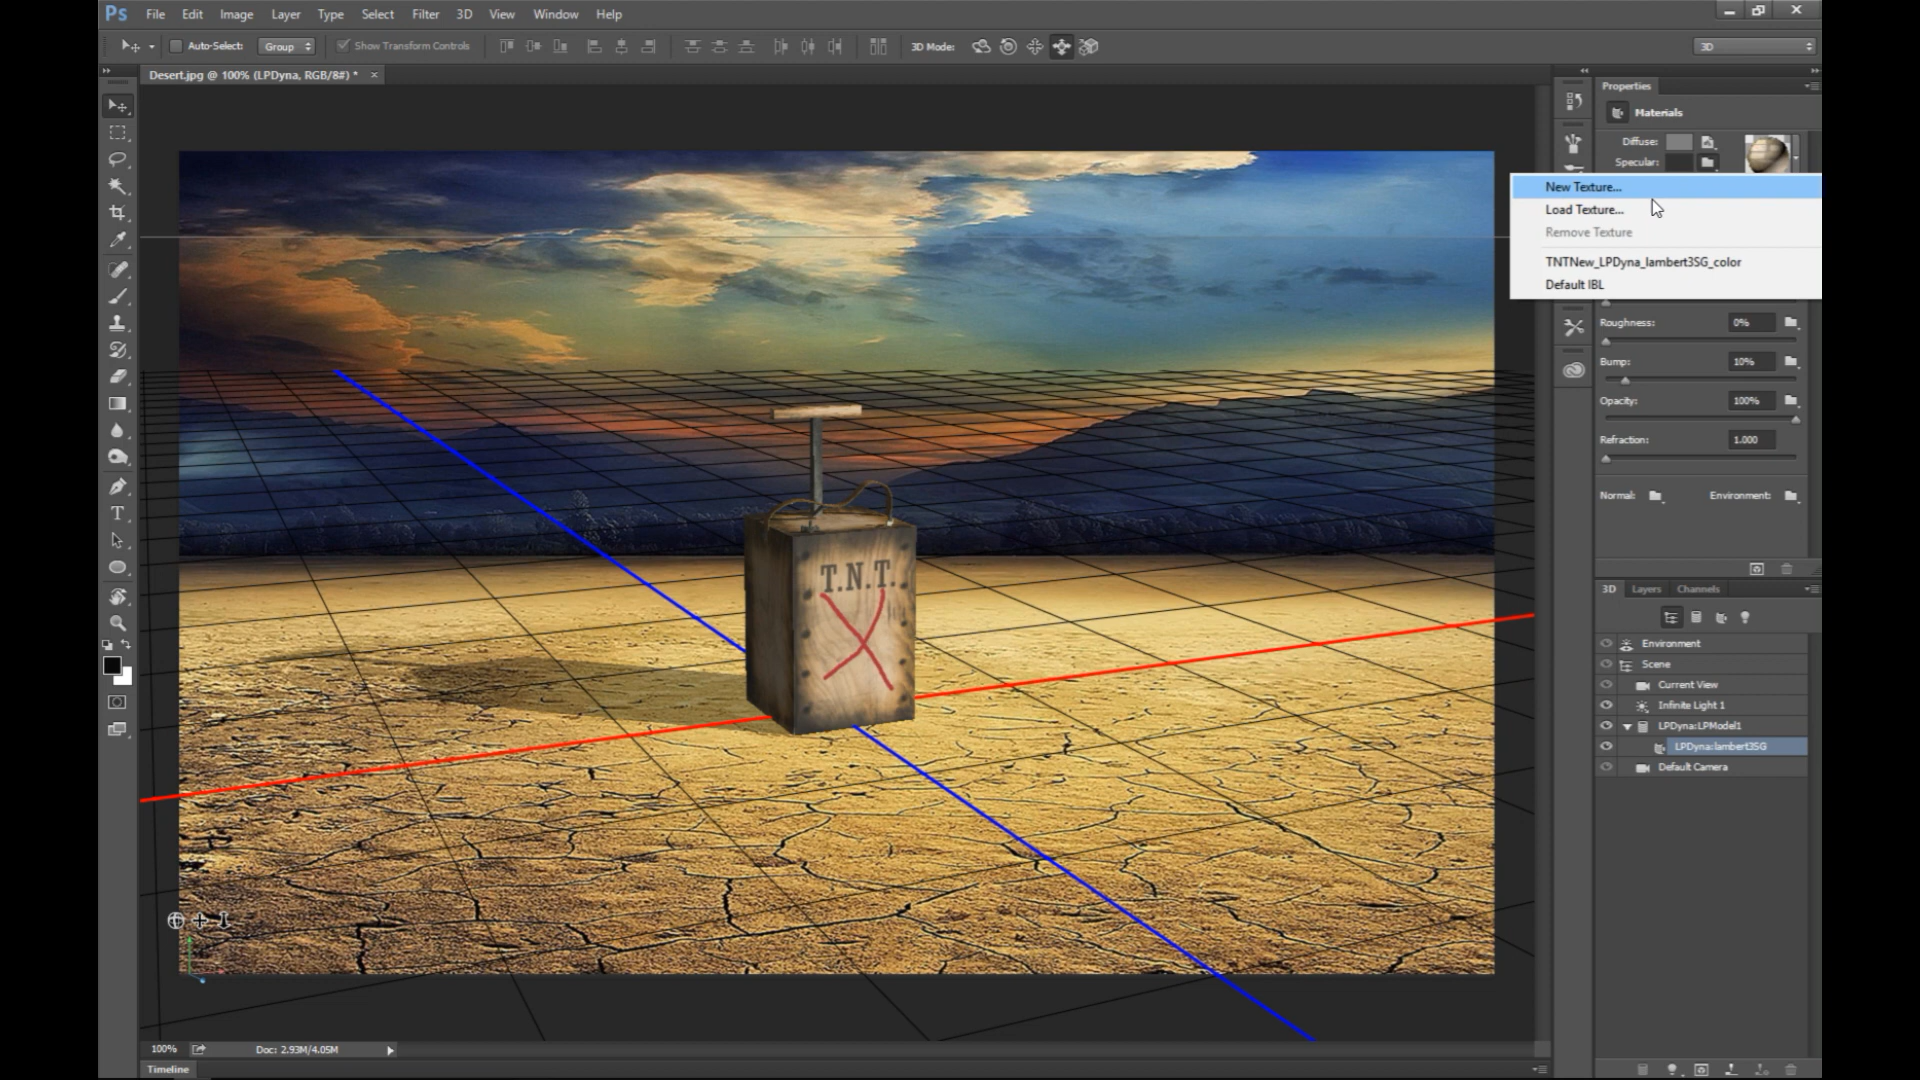 Ps File Edit Image Layer Type Select Filter 3D View Window Help
Auto-Select: Group Show Transform Controls 3D Mode: 3D
Desert.jpg @ 100% (LPDyna, RGB/8#) * ×
Properties
Materials
Diffuse:
Specular:
New Texture...
Load Texture...
Remove Texture
TNTNew_LPDyna_lambert3SG_color
Default IBL
Roughness: 0%
Bump: 10%
Opacity: 100%
Refraction: 1.000
Normal: Environment:
T.N.T.
3D Layers Channels
Environment
Scene
Current View
Infinite Light 1
LPDyna:LPModel1
LPDyna:lambert3SG
Default Camera
100% Doc: 2.93M/4.05M
Timeline